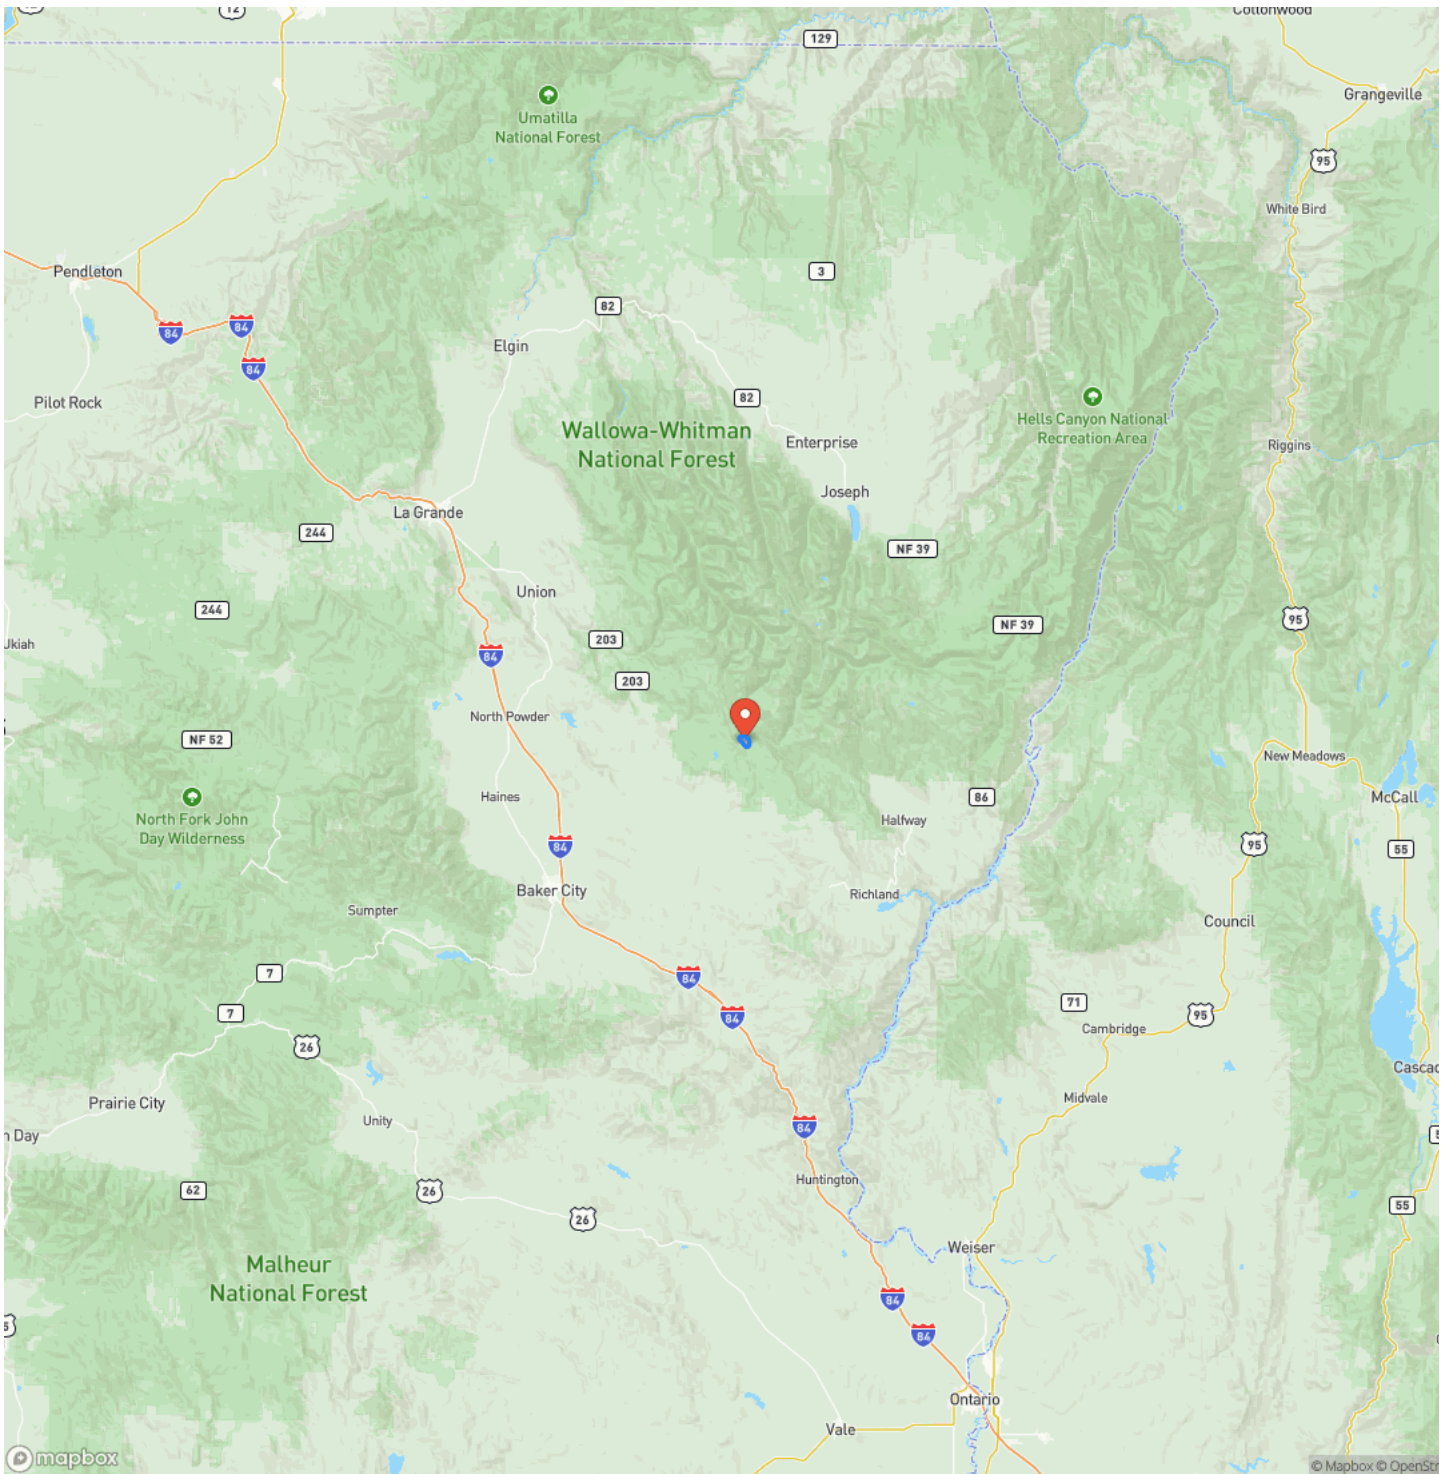 12
Cottonwood
129
Grangeville
Umatilla
National Forest
95
White Bird
Pendleton
3
82
84
84
Elgin
84
82
Pilot Rock
Hells Canyon National
Recreation Area
Wallowa-Whitman
National Forest
Enterprise
Riggins
Joseph
La Grande
244
NF 39
Union
244
95
NF 39
203
Ukiah
84
203
North Powder
NF 52
New Meadows
Haines
86
McCall
North Fork John
Day Wilderness
Halfway
84
95
55
Baker City
Richland
Sumpter
Council
7
84
71
7
84
95
Cambridge
26
Cascad
Prairie City
Midvale
Unity
84
n Day
Huntington
62
26
55
26
Weiser
Malheur
National Forest
84
84
Ontario
Vale
mapbox
© Mapbox © OpenStr